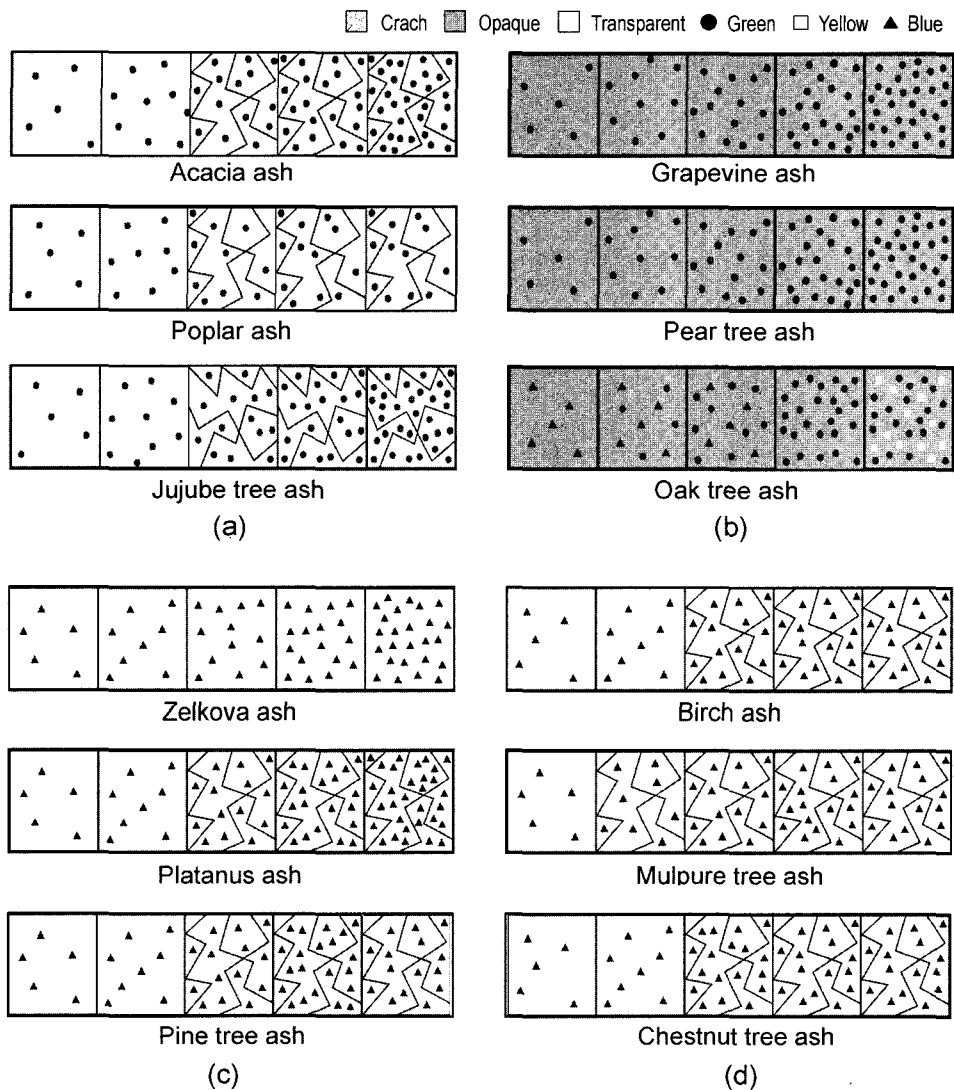 Crach Opaque Transparent Green Yellow Blue
Acacia ash
Grapevine ash
Poplar ash
Pear tree ash
Jujube tree ash
Oak tree ash
(a)
(b)
Zelkova ash
Birch ash
Platanus ash
Mulpure tree ash
Pine tree ash
Chestnut tree ash
(c)
(d)